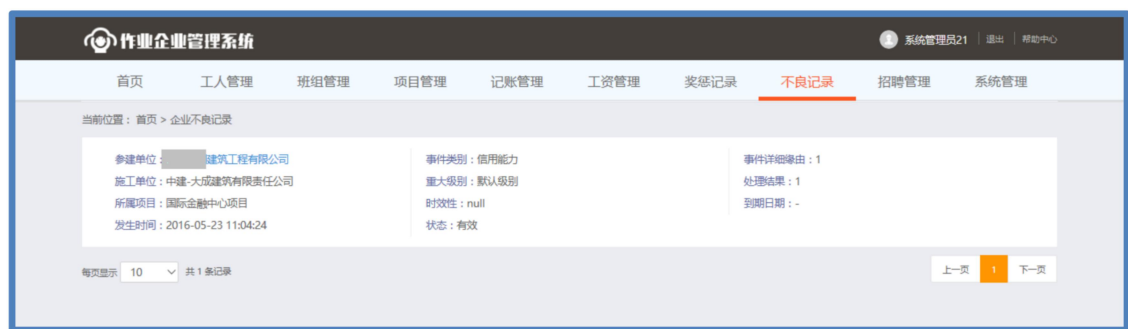 作业企业管理系统
系统管理员21 | 退出 | 帮助中心
首页 工人管理 班组管理 项目管理 记账管理 工资管理 奖惩记录 不良记录 招聘管理 系统管理
当前位置：首页 > 企业不良记录
参建单位： 建筑工程有限公司 事件类别：信用能力 事件详细缘由：1
施工单位：中建-大成建筑有限责任公司 重大级别：默认级别 处理结果：1
所属项目：国际金融中心项目 时效性：null 到期日期：-
发生时间：2016-05-23 11:04:24 状态：有效
每页显示 10 共 1 条记录 上一页 1 下一页